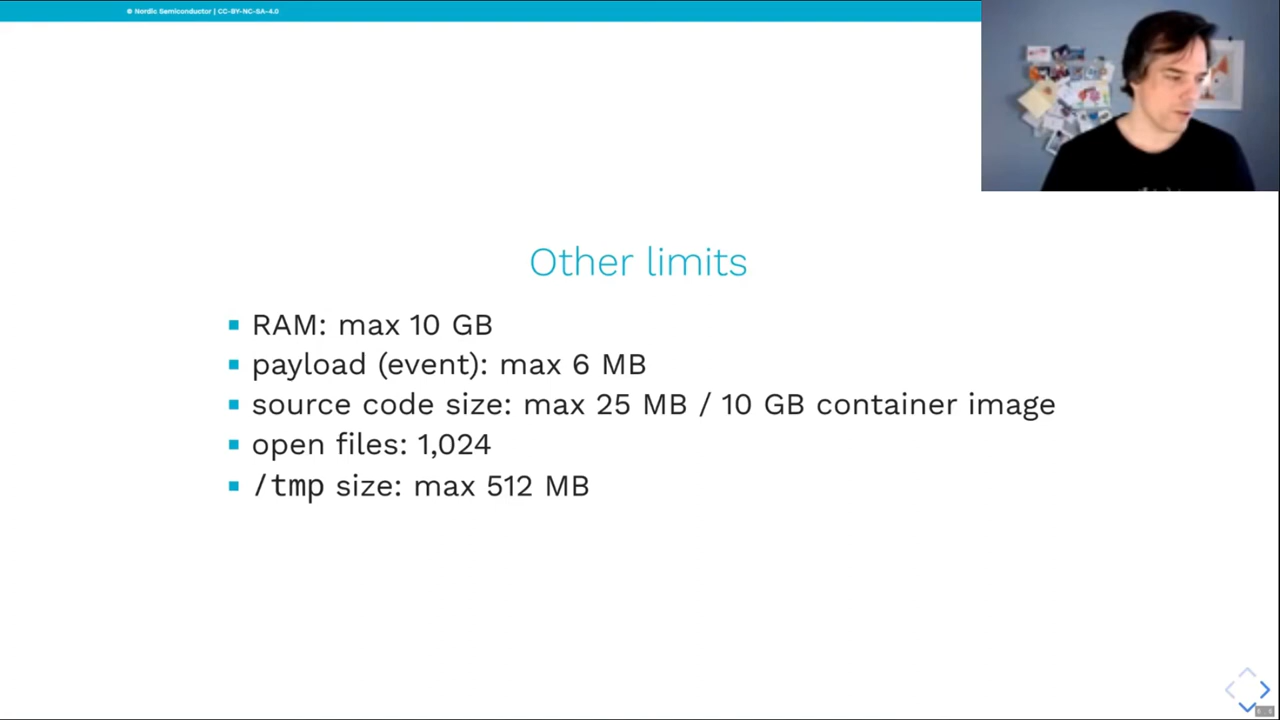 © Nordic Semiconductor | CC-BY-NC-SA-4.0
Other limits
RAM: max 10 GB
payload (event): max 6 MB
source code size: max 25 MB / 10 GB container image
open files: 1,024
/tmp size: max 512 MB